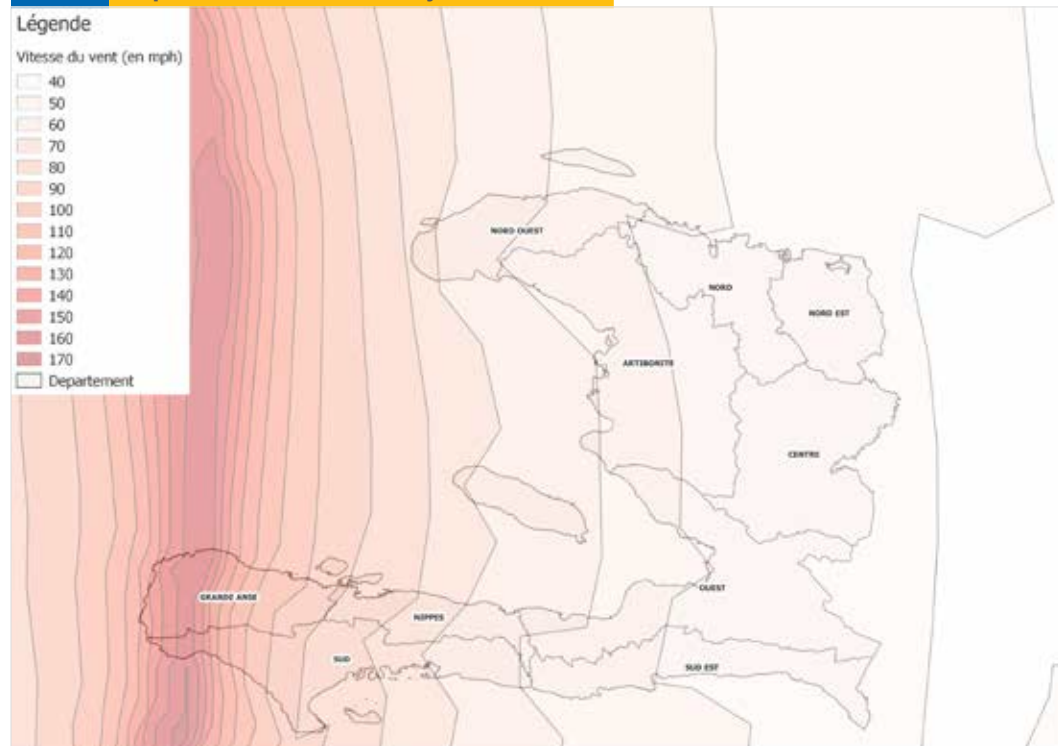 Légende
Vitesse du vent (en mph)
40
50
60
70
80
90
100
110
120
130
140
150
160
170
Departement
NORD OUEST
NORD
NORD EST
ARTIBONITE
CENTRE
OUEST
GRANDE ANSE
NIPPES
SUD
SUD EST